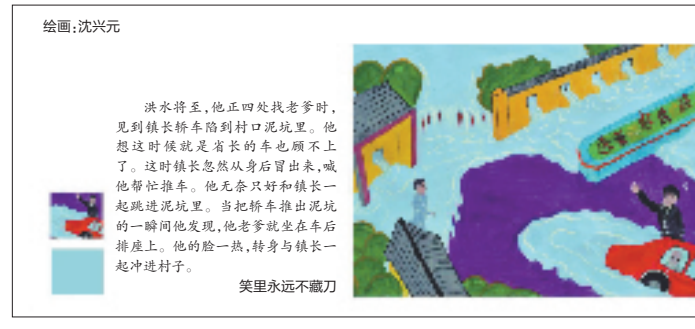 绘画:沈兴元
洪水将至,他正四处找老爹时,
见到镇长轿车陷到村口泥坑里。他
想这时候就是省长的车也顾不上
了。这时镇长忽然从身后冒出来,喊
他帮忙推车。他无奈只好和镇长一
起跳进泥坑里。当把轿车推出泥坑
的一瞬间他发现,他老爹就坐在车后
排座上。他的脸一热,转身与镇长一
起冲进村子。
笑里永远不藏刀